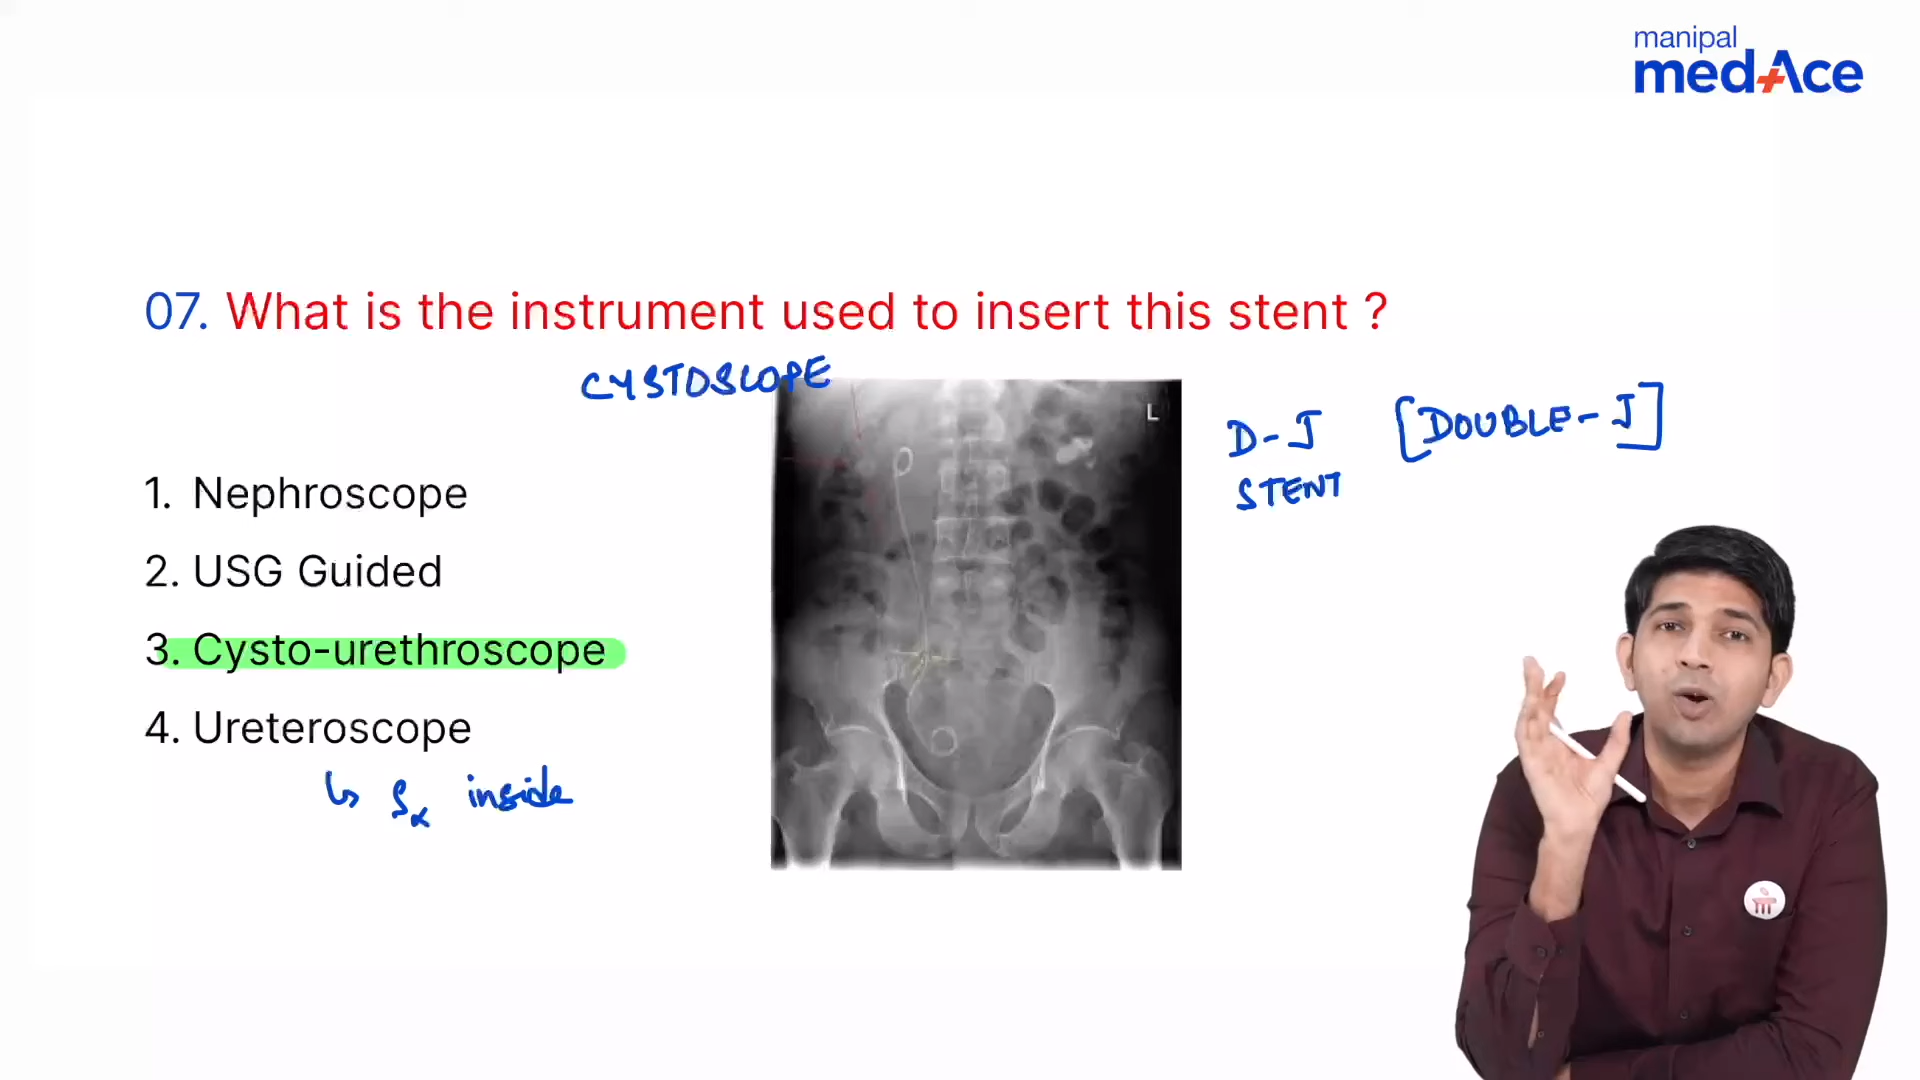 manipal
medAce
07. What is the instrument used to insert this stent ?
CYSTOSCOPE
L
D-J [DOUBLE-J]
STENT
1. Nephroscope
2. USG Guided
3. Cysto-urethroscope
4. Ureteroscope
↳ Sx inside